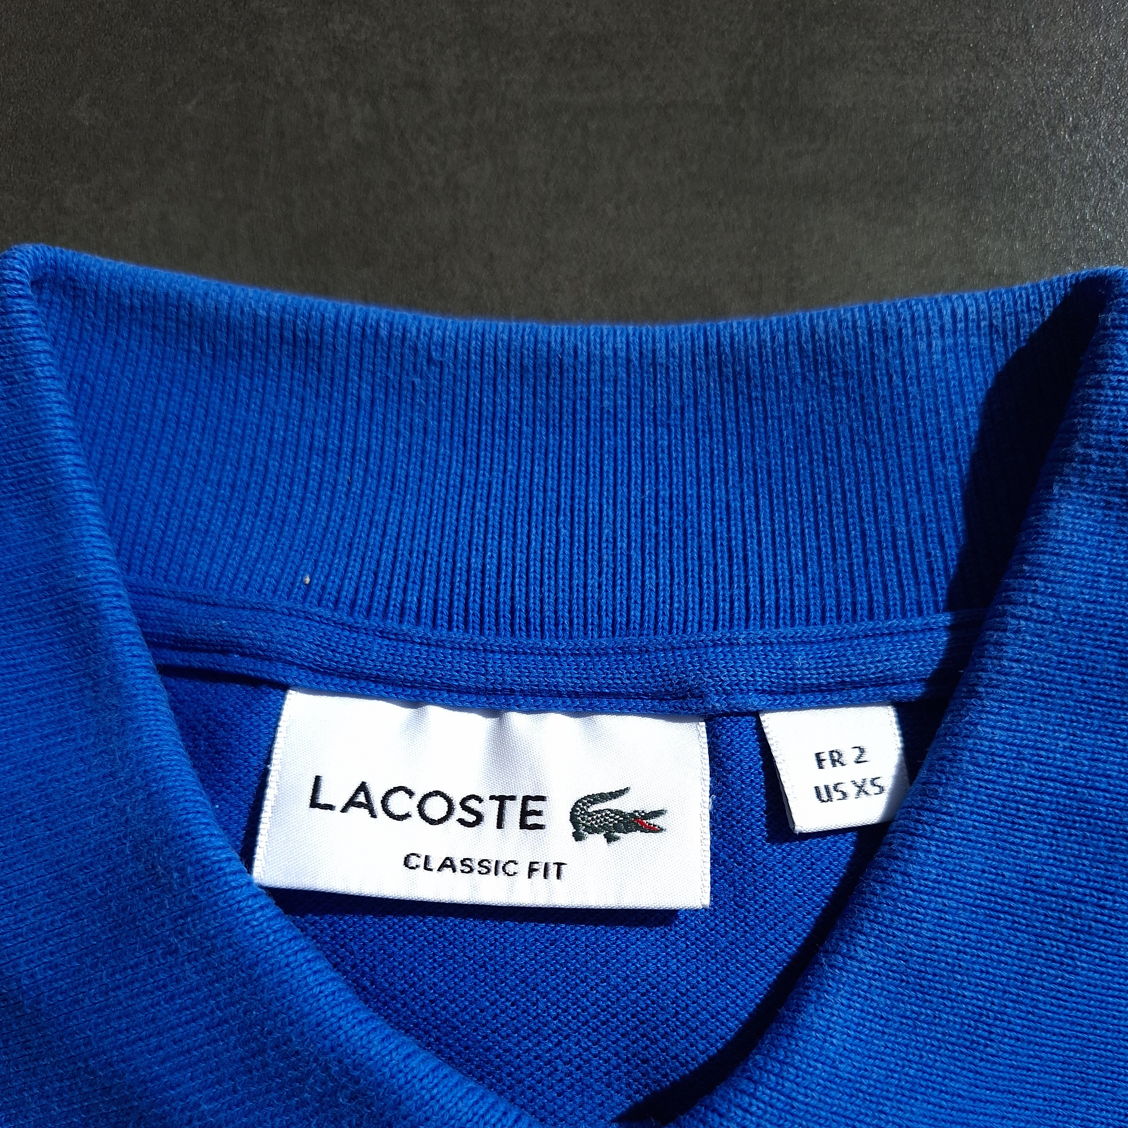 LACOSTE
CLASSIC FIT
FR 2
US XS